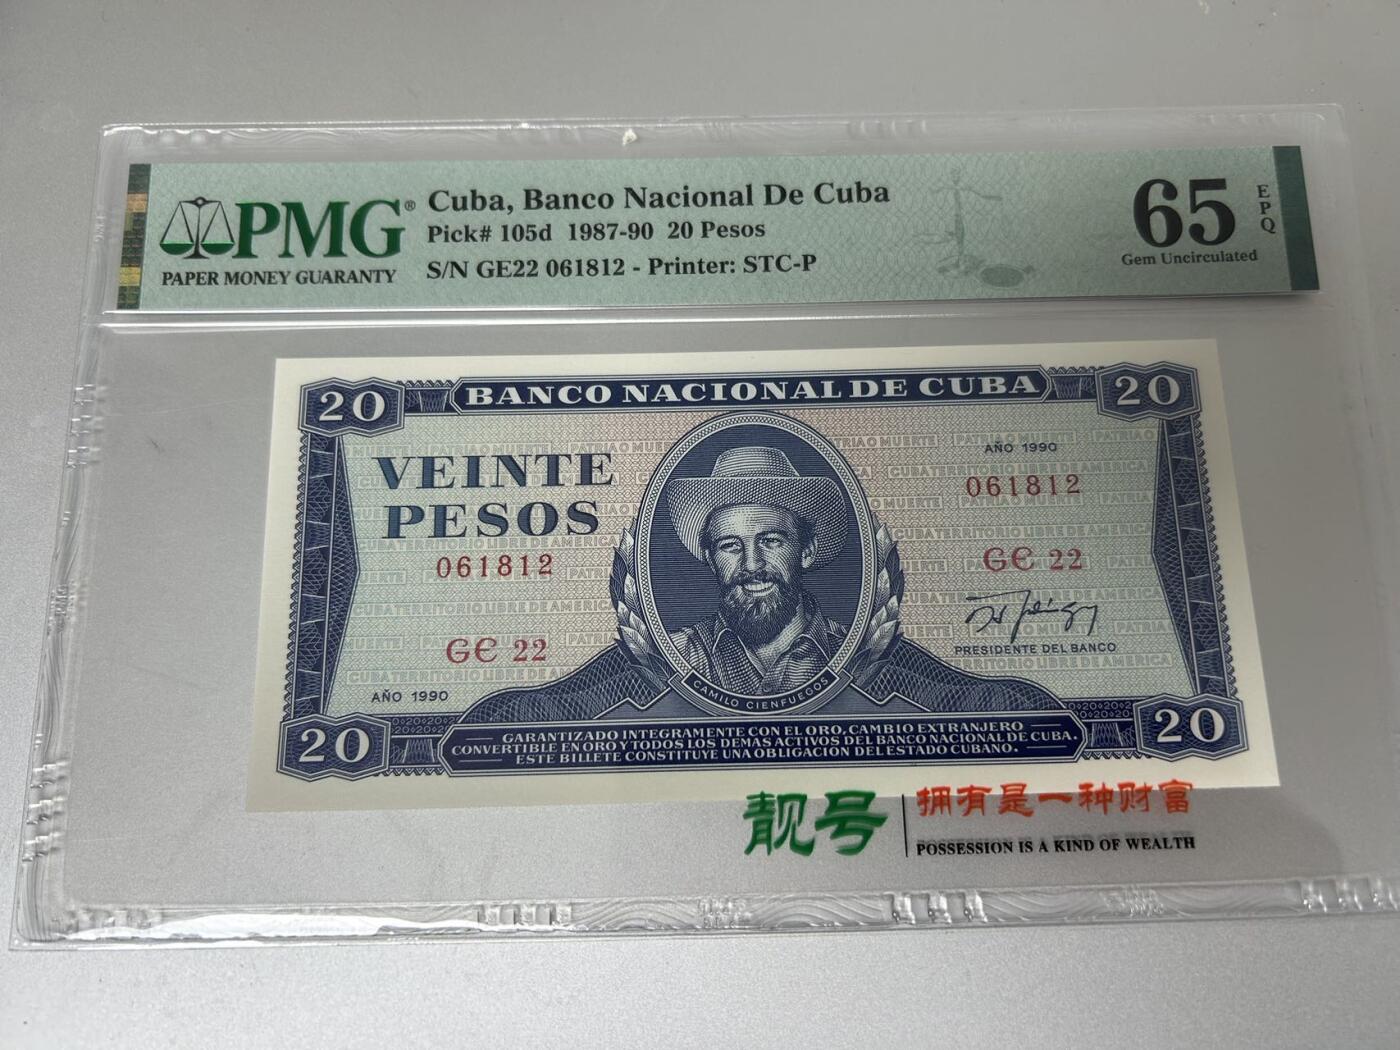 PMG®
PAPER MONEY GUARANTY
Cuba, Banco Nacional De Cuba
Pick# 105d 1987-90 20 Pesos
S/N GE22 061812 - Printer: STC-P
65
EPQ
Gem Uncirculated
20
BANCO NACIONAL DE CUBA
20
VEINTE
PESOS
AÑO 1990
061812
061812
GE 22
GE 22
PRESIDENTE DEL BANCO
AÑO 1990
CAMILO CIENFUEGOS
20
GARANTIZADO INTEGRAMENTE CON EL ORO, CAMBIO EXTRANJERO
CONVERTIBLE EN ORO Y TODOS LOS DEMAS ACTIVOS DEL BANCO NACIONAL DE CUBA.
ESTE BILLETE CONSTITUYE UNA OBLIGACION DEL ESTADO CUBANO.
20
靓号
拥有是一种财富
POSSESSION IS A KIND OF WEALTH